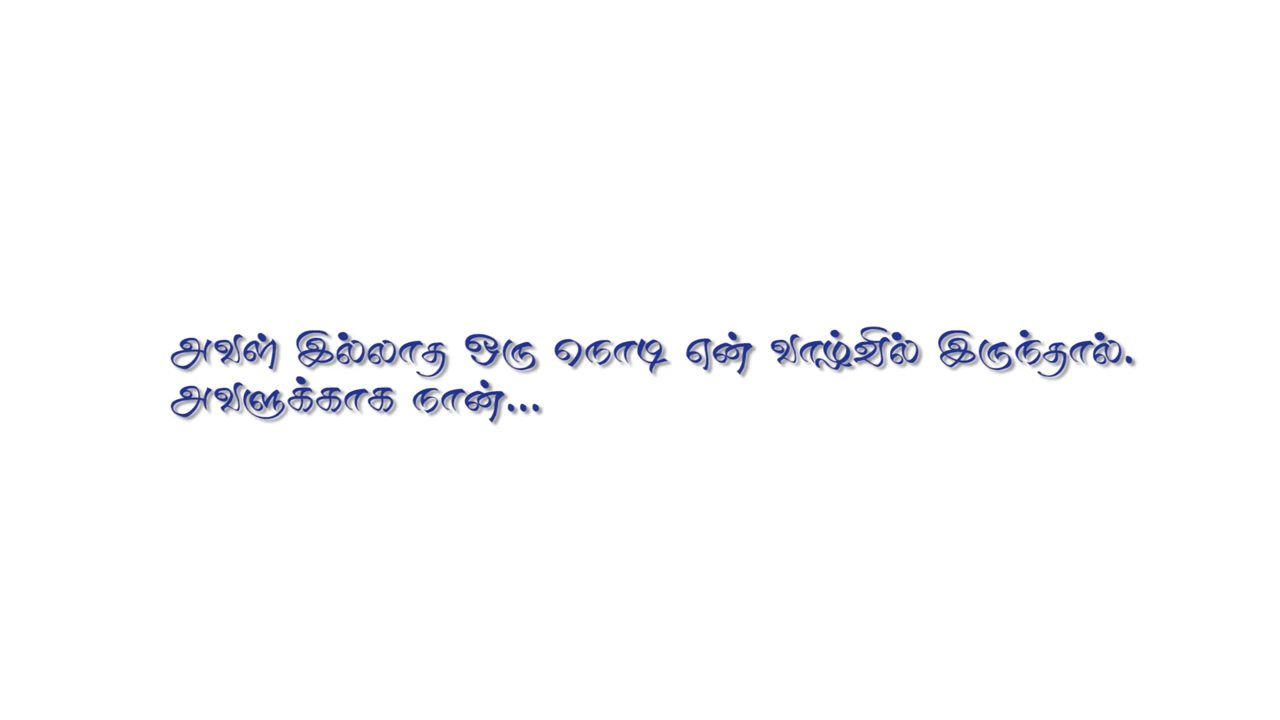 அவள் இல்லாத ஒரு நொடி என் வாழ்வில் இருந்தால்.
அவளுக்காக நான்...